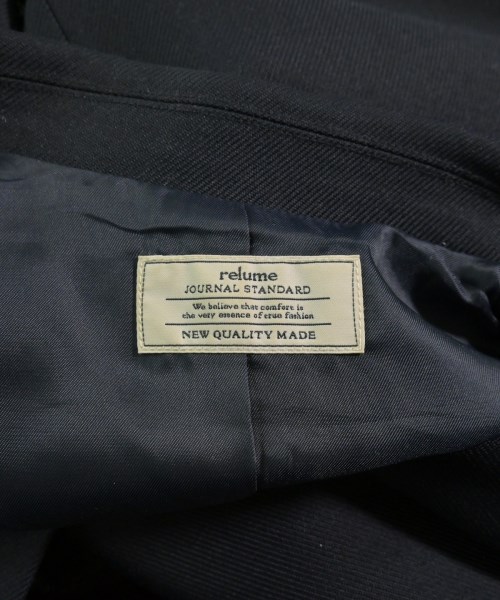 relume
JOURNAL STANDARD
We believe that comfort is
the very essence of true fashion
NEW QUALITY MADE